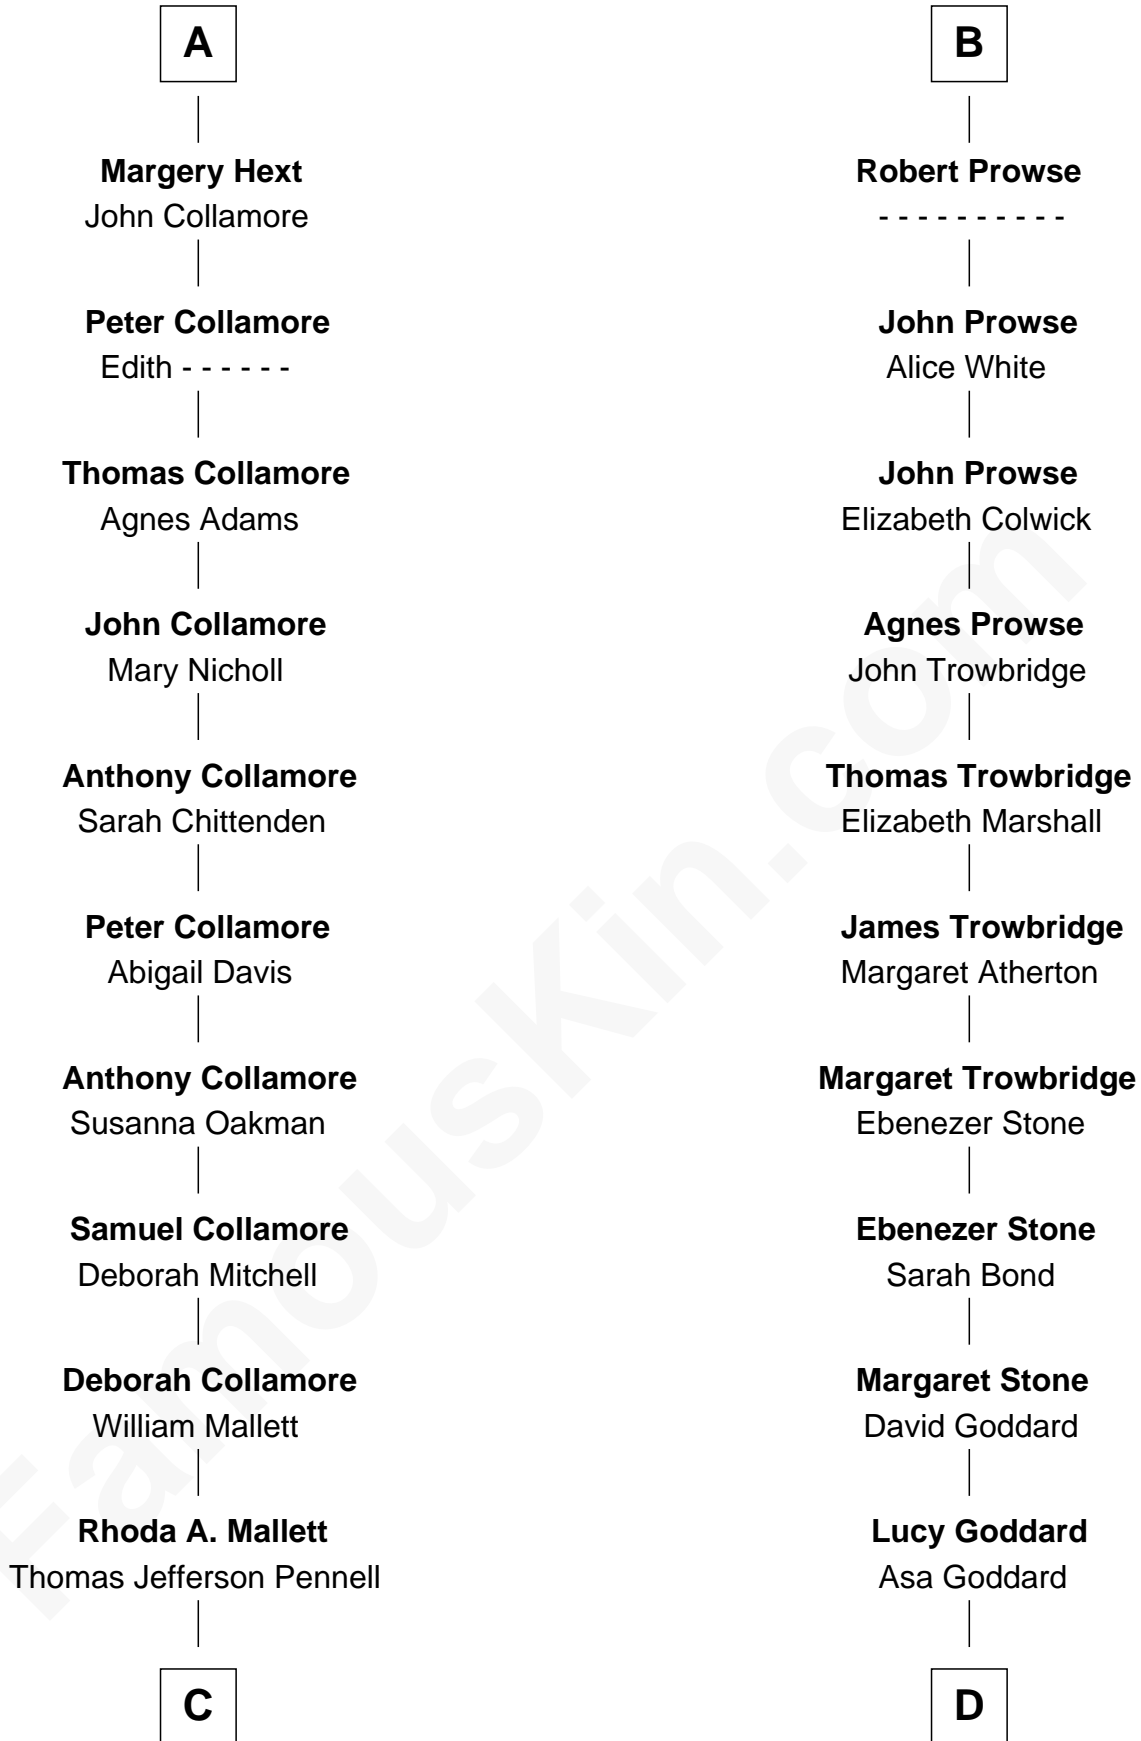 A
Margery Hext
John Collamore
Peter Collamore
Edith - - - - - -
Thomas Collamore
Agnes Adams
John Collamore
Mary Nicholl
Anthony Collamore
Sarah Chittenden
Peter Collamore
Abigail Davis
Anthony Collamore
Susanna Oakman
Samuel Collamore
Deborah Mitchell
Deborah Collamore
William Mallett
Rhoda A. Mallett
Thomas Jefferson Pennell
C
B
Robert Prowse
- - - - - - - - - -
John Prowse
Alice White
John Prowse
Elizabeth Colwick
Agnes Prowse
John Trowbridge
Thomas Trowbridge
Elizabeth Marshall
James Trowbridge
Margaret Atherton
Margaret Trowbridge
Ebenezer Stone
Ebenezer Stone
Sarah Bond
Margaret Stone
David Goddard
Lucy Goddard
Asa Goddard
D
FamousKin.com